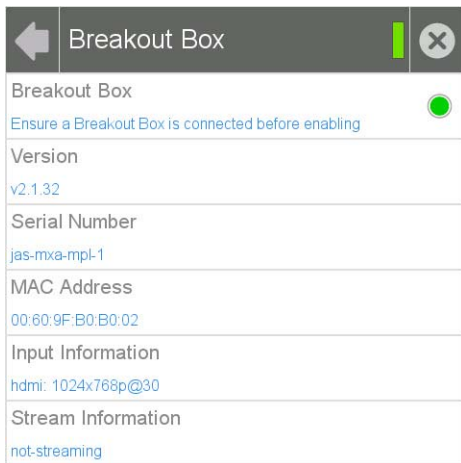 Breakout Box
Breakout Box
Ensure a Breakout Box is connected before enabling
Version
v2.1.32
Serial Number
jas-mxa-mpl-1
MAC Address
00:60:9F:B0:B0:02
Input Information
hdmi: 1024x768p@30
Stream Information
not-streaming